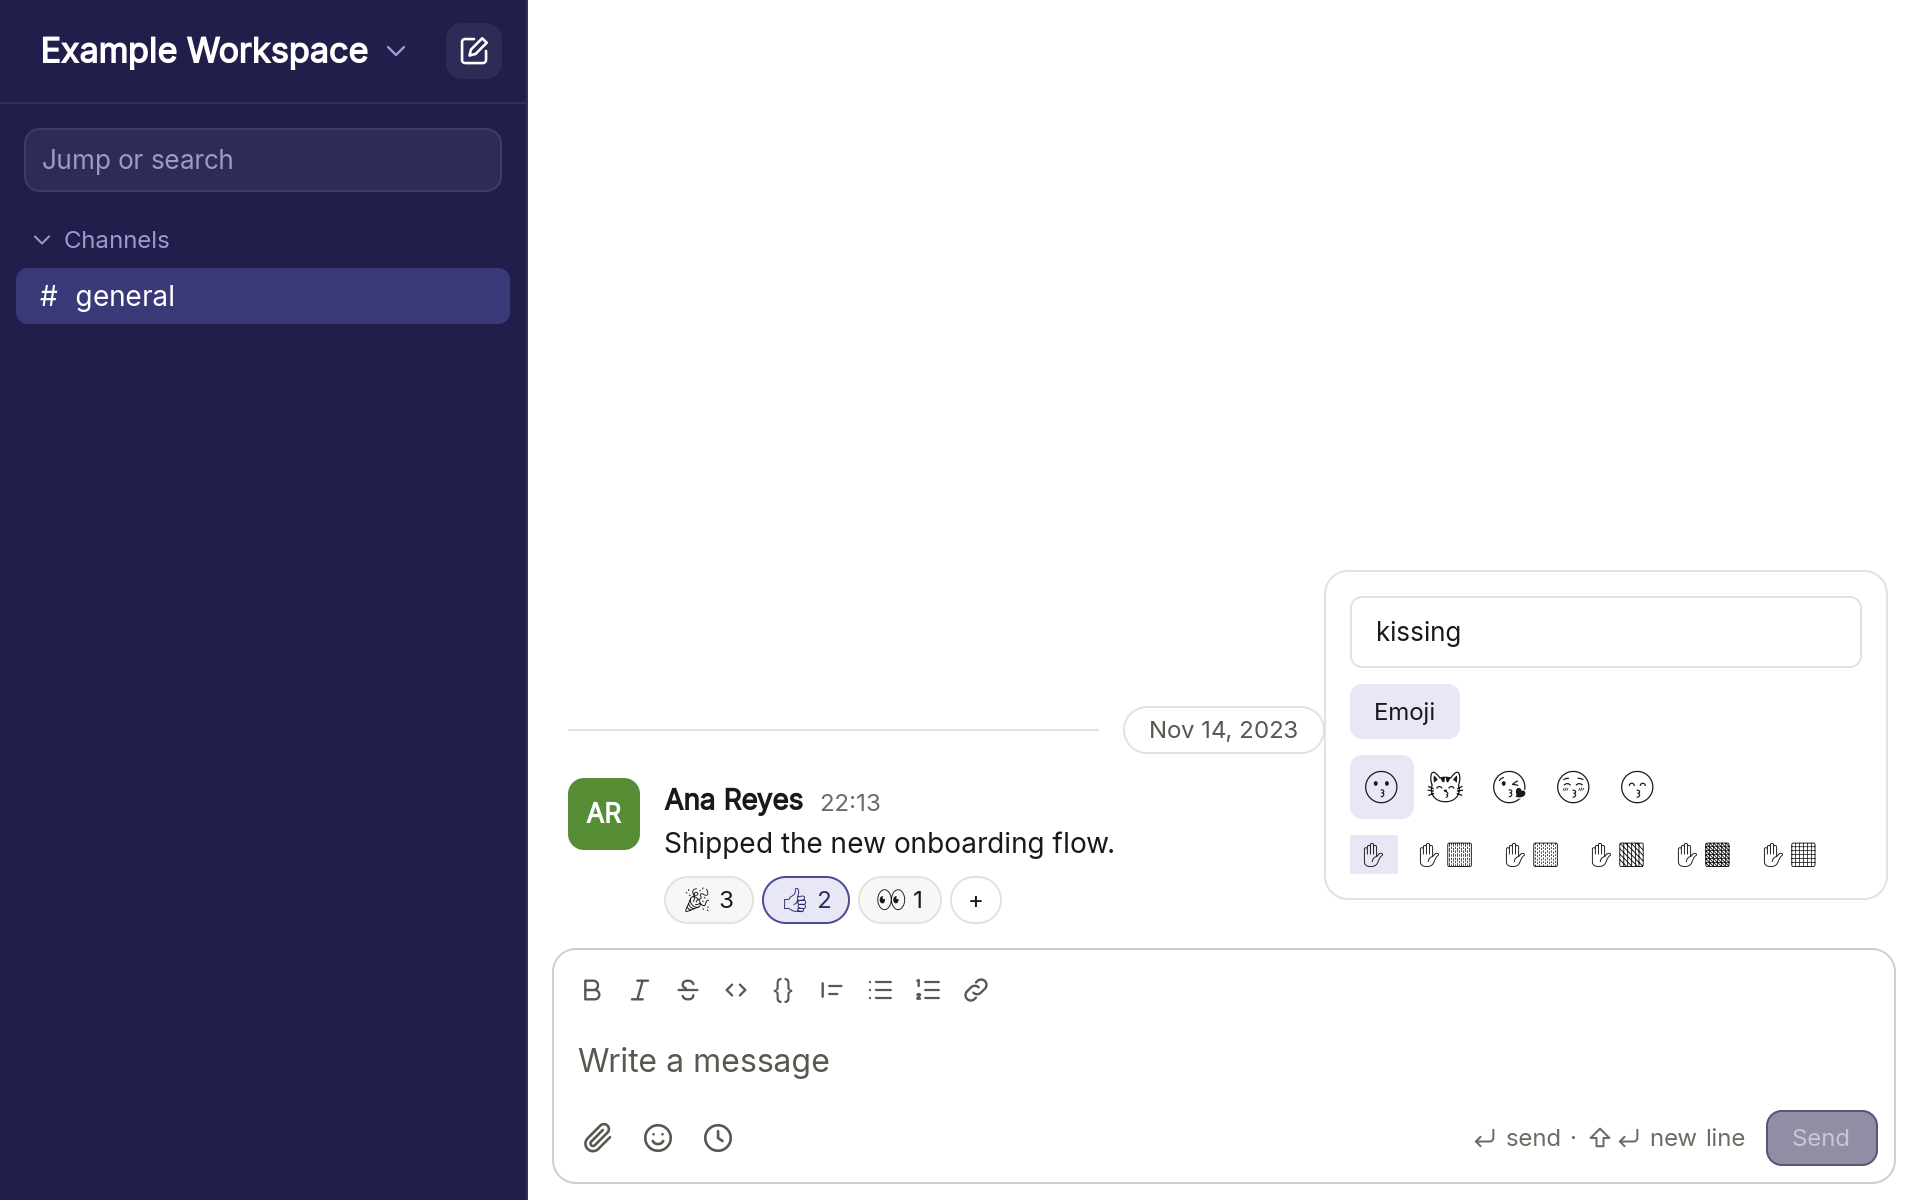 Example Workspace
Jump or search
Channels
# general
kissing
Emoji
Nov 14, 2023
AR
Ana Reyes 22:13
Shipped the new onboarding flow.
🎉 3 👍 2 👀 1 +
Write a message
send · new line Send